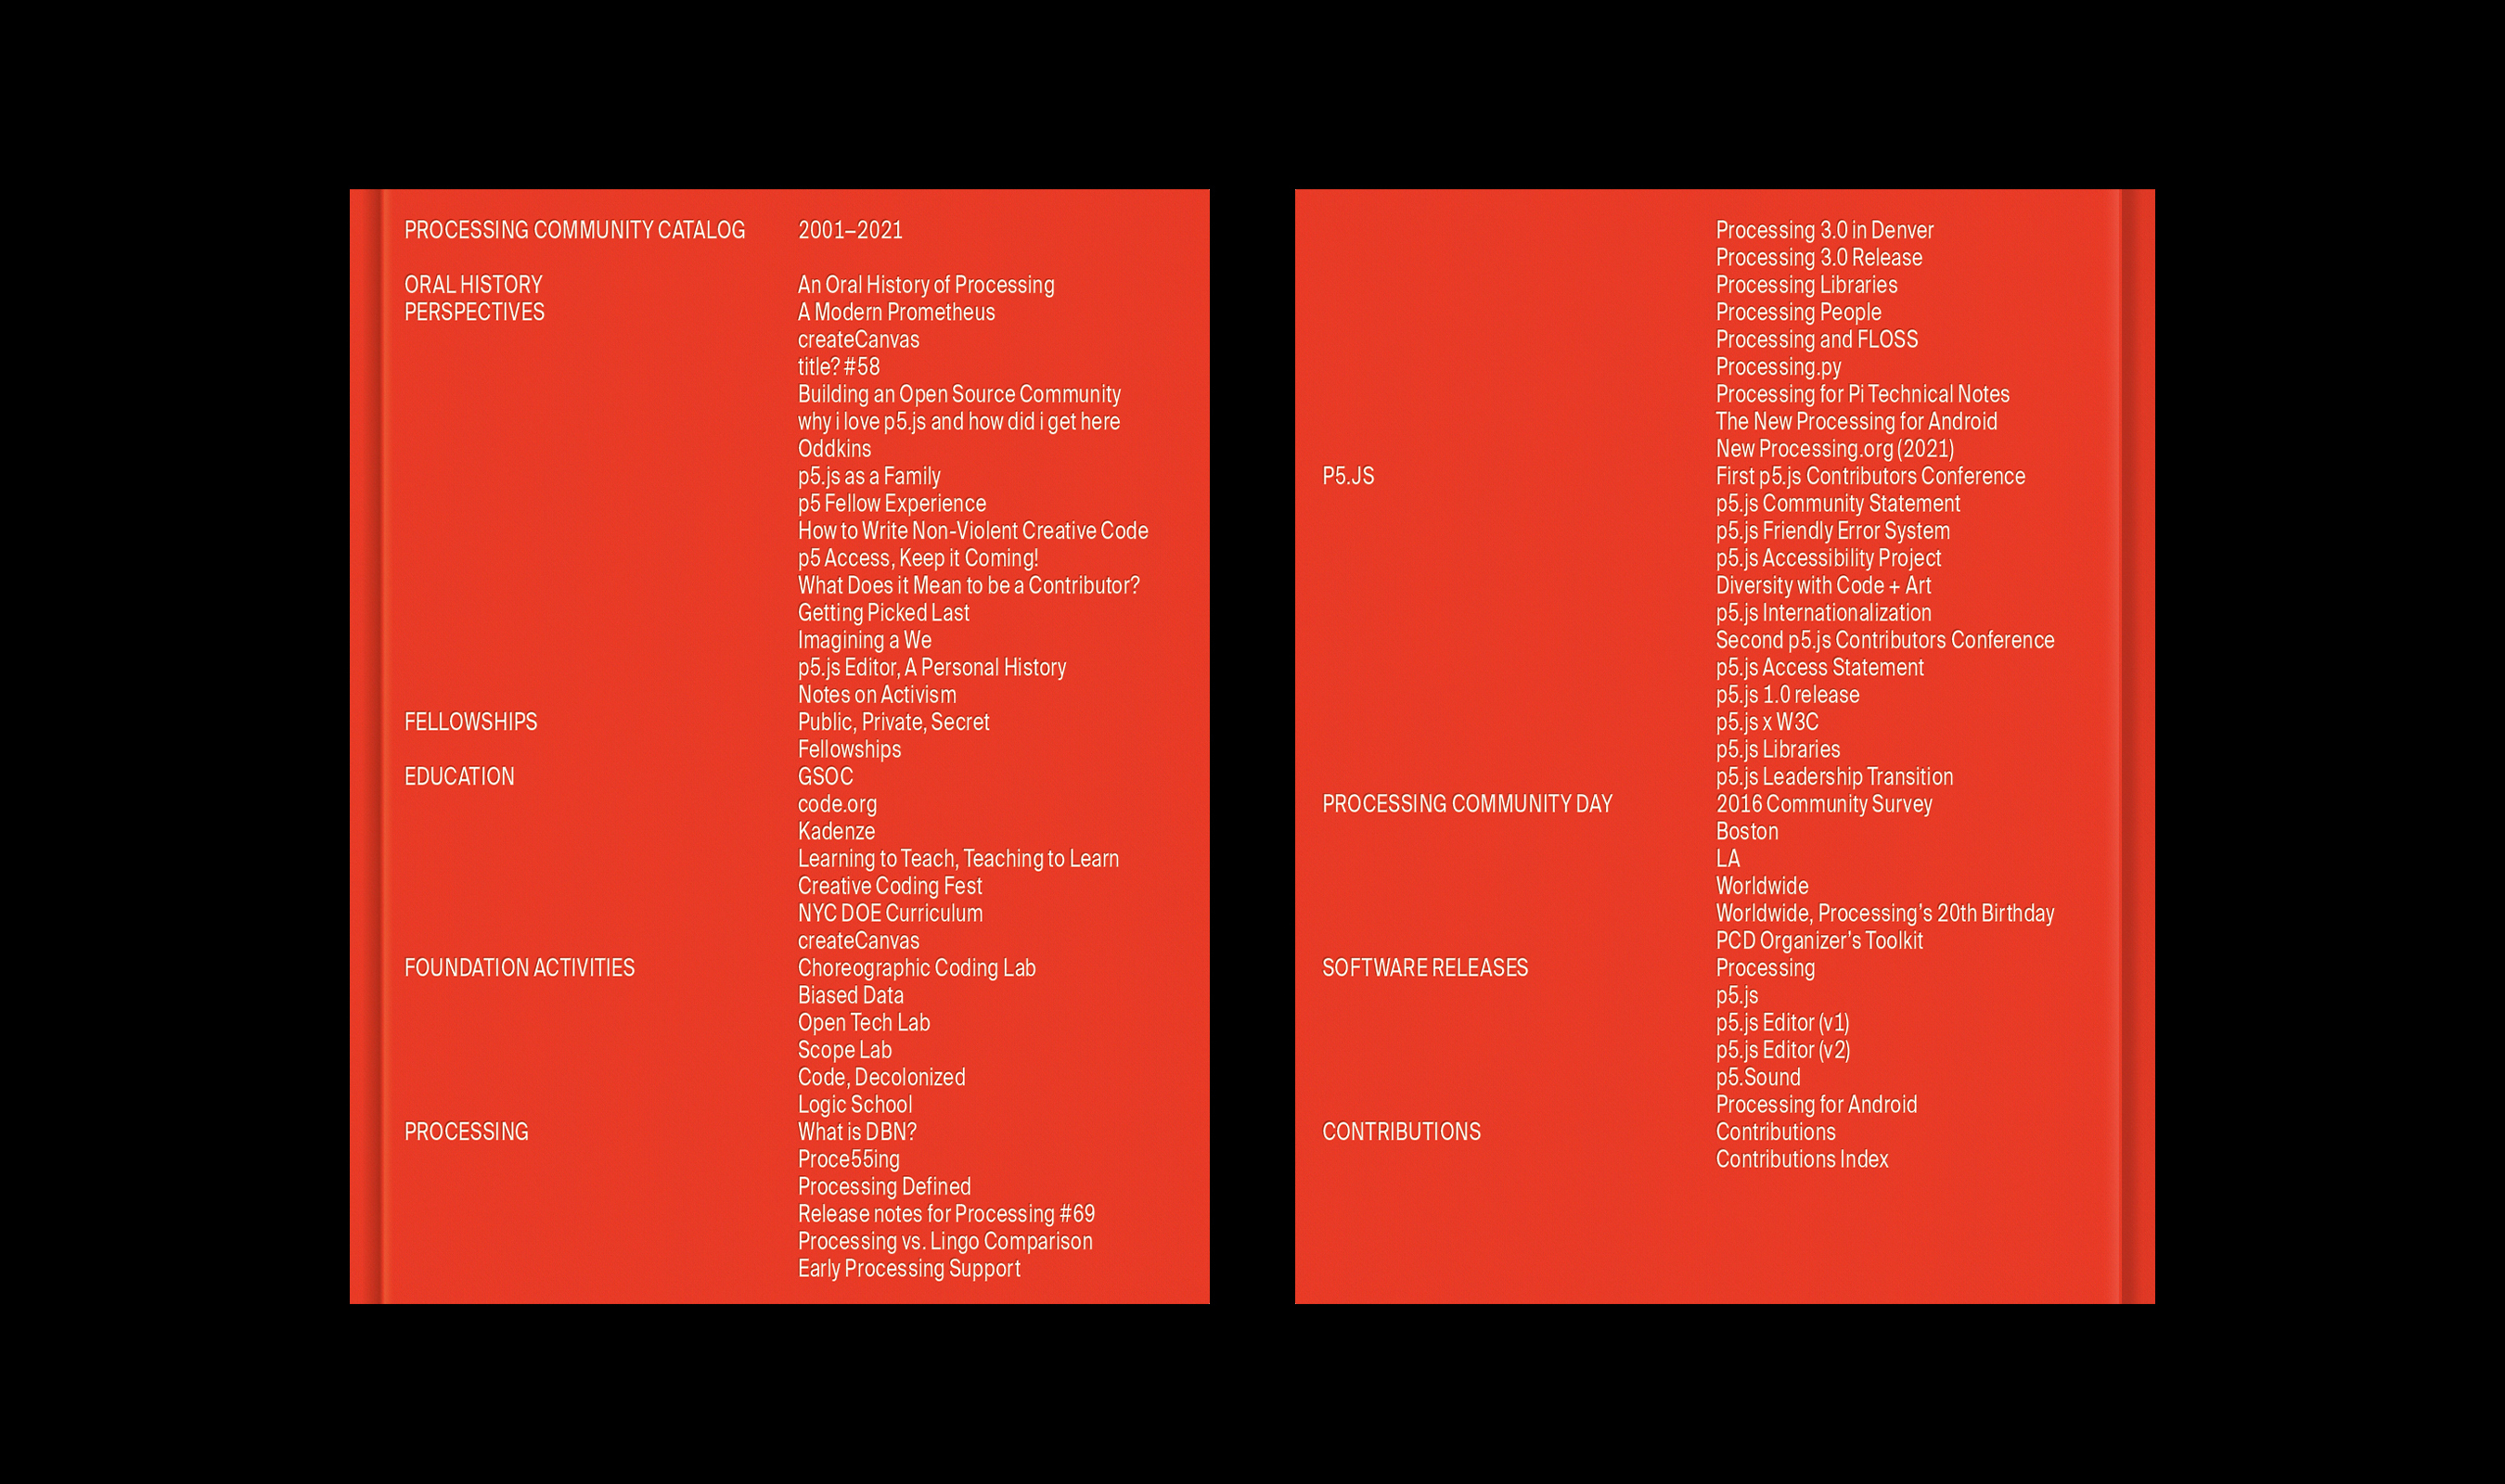 PROCESSING COMMUNITY CATALOG 2001–2021
ORAL HISTORY An Oral History of Processing
PERSPECTIVES A Modern Prometheus
createCanvas
title? #58
Building an Open Source Community
why i love p5.js and how did i get here
Oddkins
p5.js as a Family
p5 Fellow Experience
How to Write Non-Violent Creative Code
p5 Access, Keep it Coming!
What Does it Mean to be a Contributor?
Getting Picked Last
Imagining a We
p5.js Editor, A Personal History
Notes on Activism
FELLOWSHIPS Public, Private, Secret
Fellowships
EDUCATION GSOC
code.org
Kadenze
Learning to Teach, Teaching to Learn
Creative Coding Fest
NYC DOE Curriculum
createCanvas
FOUNDATION ACTIVITIES Choreographic Coding Lab
Biased Data
Open Tech Lab
Scope Lab
Code, Decolonized
Logic School
PROCESSING What is DBN?
Proce55ing
Processing Defined
Release notes for Processing #69
Processing vs. Lingo Comparison
Early Processing Support
Processing 3.0 in Denver
Processing 3.0 Release
Processing Libraries
Processing People
Processing and FLOSS
Processing.py
Processing for Pi Technical Notes
The New Processing for Android
New Processing.org (2021)
P5.JS First p5.js Contributors Conference
p5.js Community Statement
p5.js Friendly Error System
p5.js Accessibility Project
Diversity with Code + Art
p5.js Internationalization
Second p5.js Contributors Conference
p5.js Access Statement
p5.js 1.0 release
p5.js x W3C
p5.js Libraries
p5.js Leadership Transition
PROCESSING COMMUNITY DAY 2016 Community Survey
Boston
LA
Worldwide
Worldwide, Processing’s 20th Birthday
PCD Organizer’s Toolkit
SOFTWARE RELEASES Processing
p5.js
p5.js Editor (v1)
p5.js Editor (v2)
p5.Sound
Processing for Android
CONTRIBUTIONS Contributions
Contributions Index